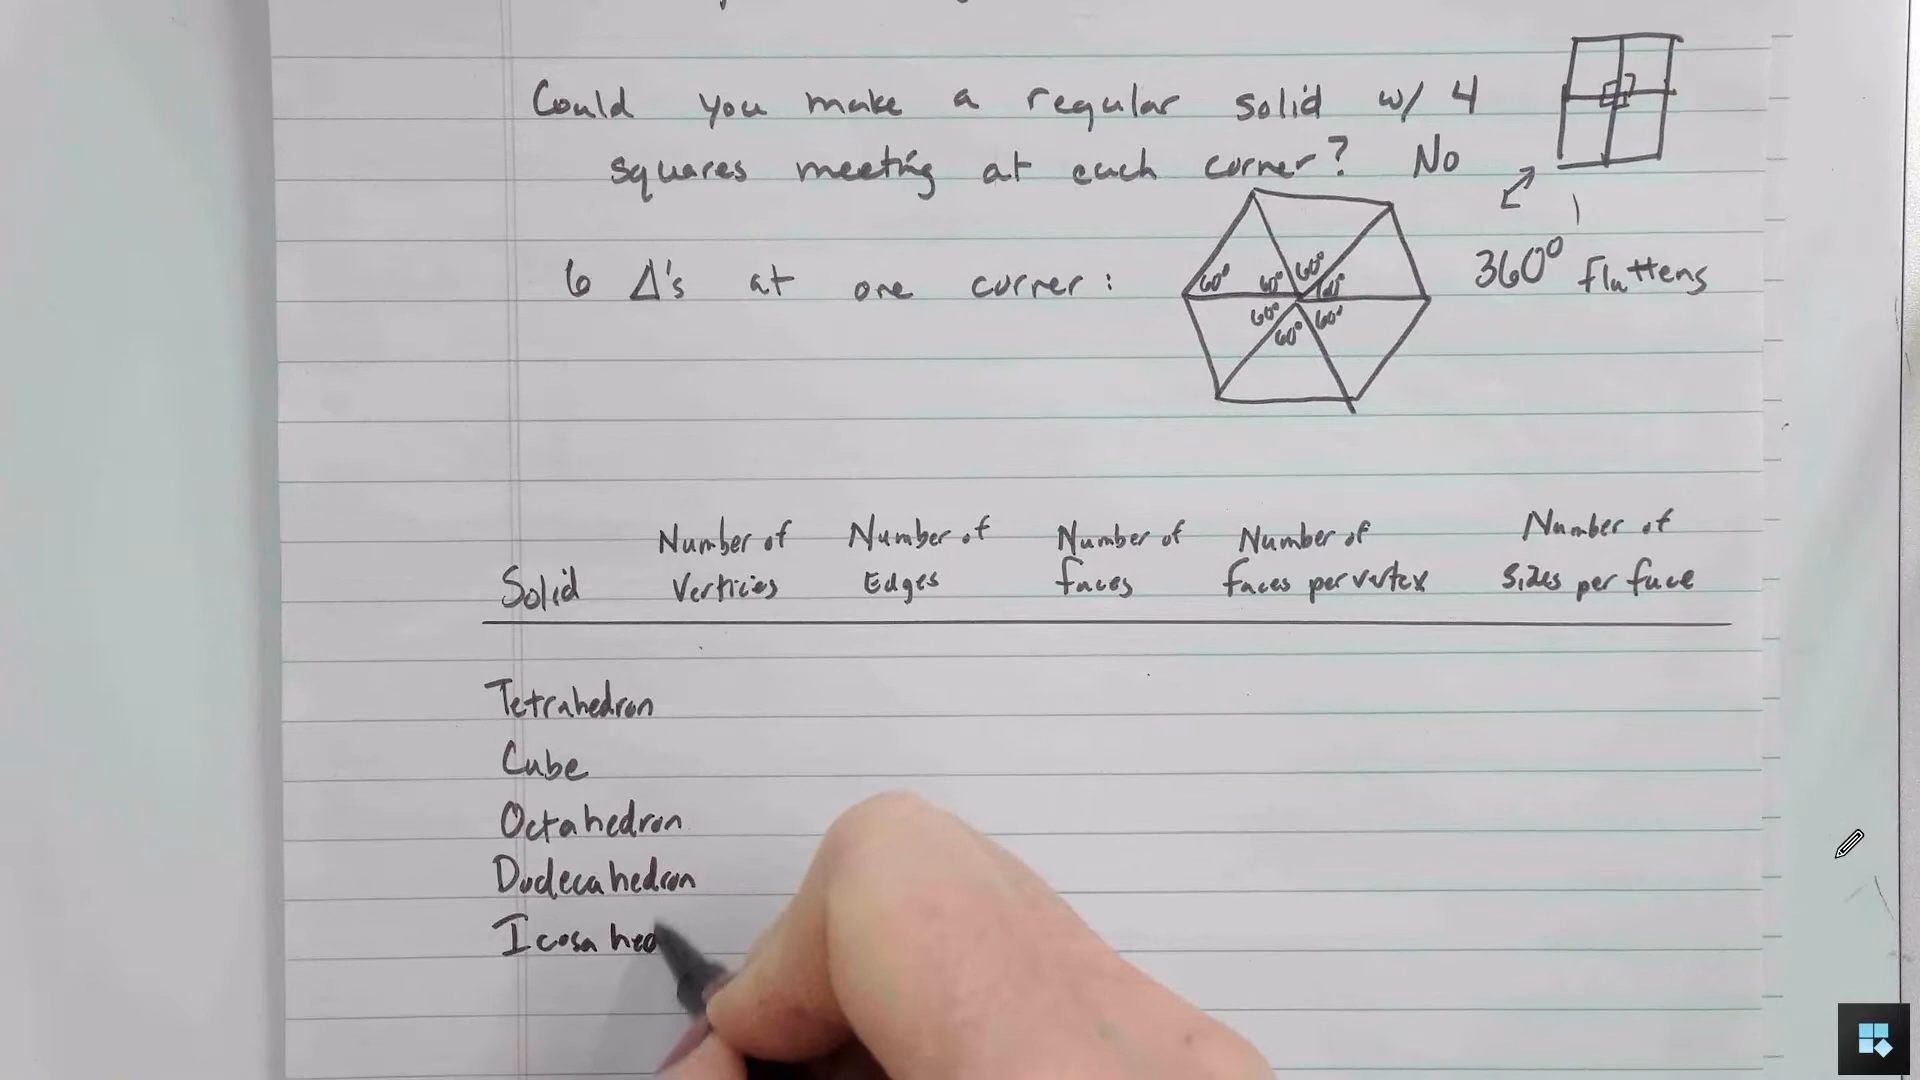 Could you make a regular solid w/ 4
squares meeting at each corner? No
6 Δ's at one corner:
60° 60° 60° 60°
60° 60° 60°
360° flattens
Number of Number of Number of Number of Number of
Solid Verticies Edges faces faces per vertex Sides per face
Tetrahedron
Cube
Octahedron
Dodecahedron
Icosahed